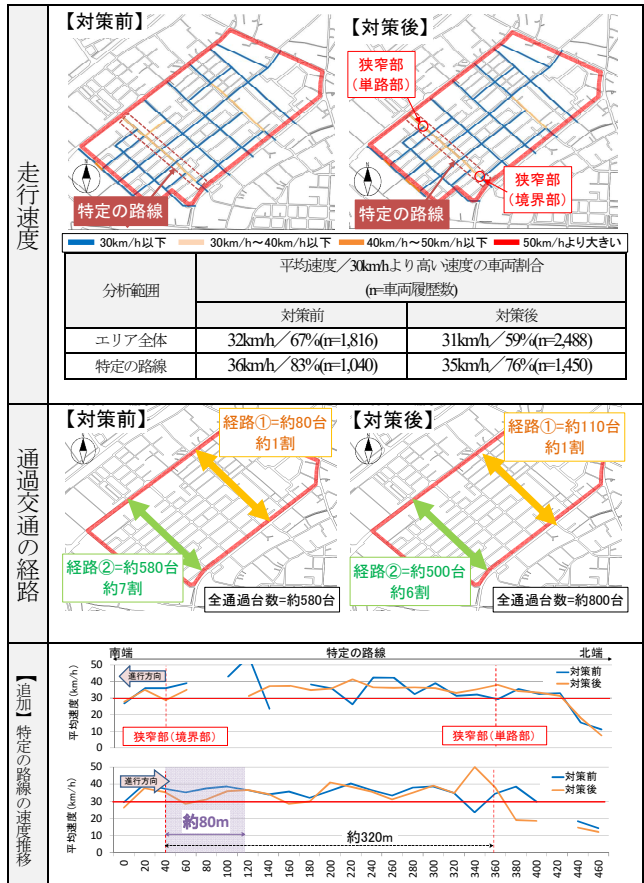 走行速度
【対策前】
【対策後】
狭窄部
(単路部)
狭窄部
(境界部)
特定の路線
特定の路線
N
N
30km/h以下 30km/h～40km/h以下 40km/h～50km/h以下 50km/hより大きい
分析範囲
平均速度／30km/hより高い速度の車両割合
(n=車両履歴数)
対策前 対策後
エリア全体 32km/h／67%(n=1,816) 31km/h／59%(n=2,488)
特定の路線 36km/h／83%(n=1,040) 35km/h／76%(n=1,450)
通過交通の経路
【対策前】
【対策後】
N
N
経路①=約80台
約1割
経路②=約580台
約7割
全通過台数=約580台
経路①=約110台
約1割
経路②=約500台
約6割
全通過台数=約800台
【追加】特定の路線の速度推移
南端 特定の路線 北端
平均速度(km/h)
50
40
30
20
10
0
進行方向
対策前
対策後
狭窄部(境界部)
狭窄部(単路部)
平均速度(km/h)
50
40
30
20
10
0
進行方向
対策前
対策後
約80m
約320m
0 20 40 60 80 100 120 140 160 180 200 220 240 260 280 300 320 340 360 380 400 420 440 460